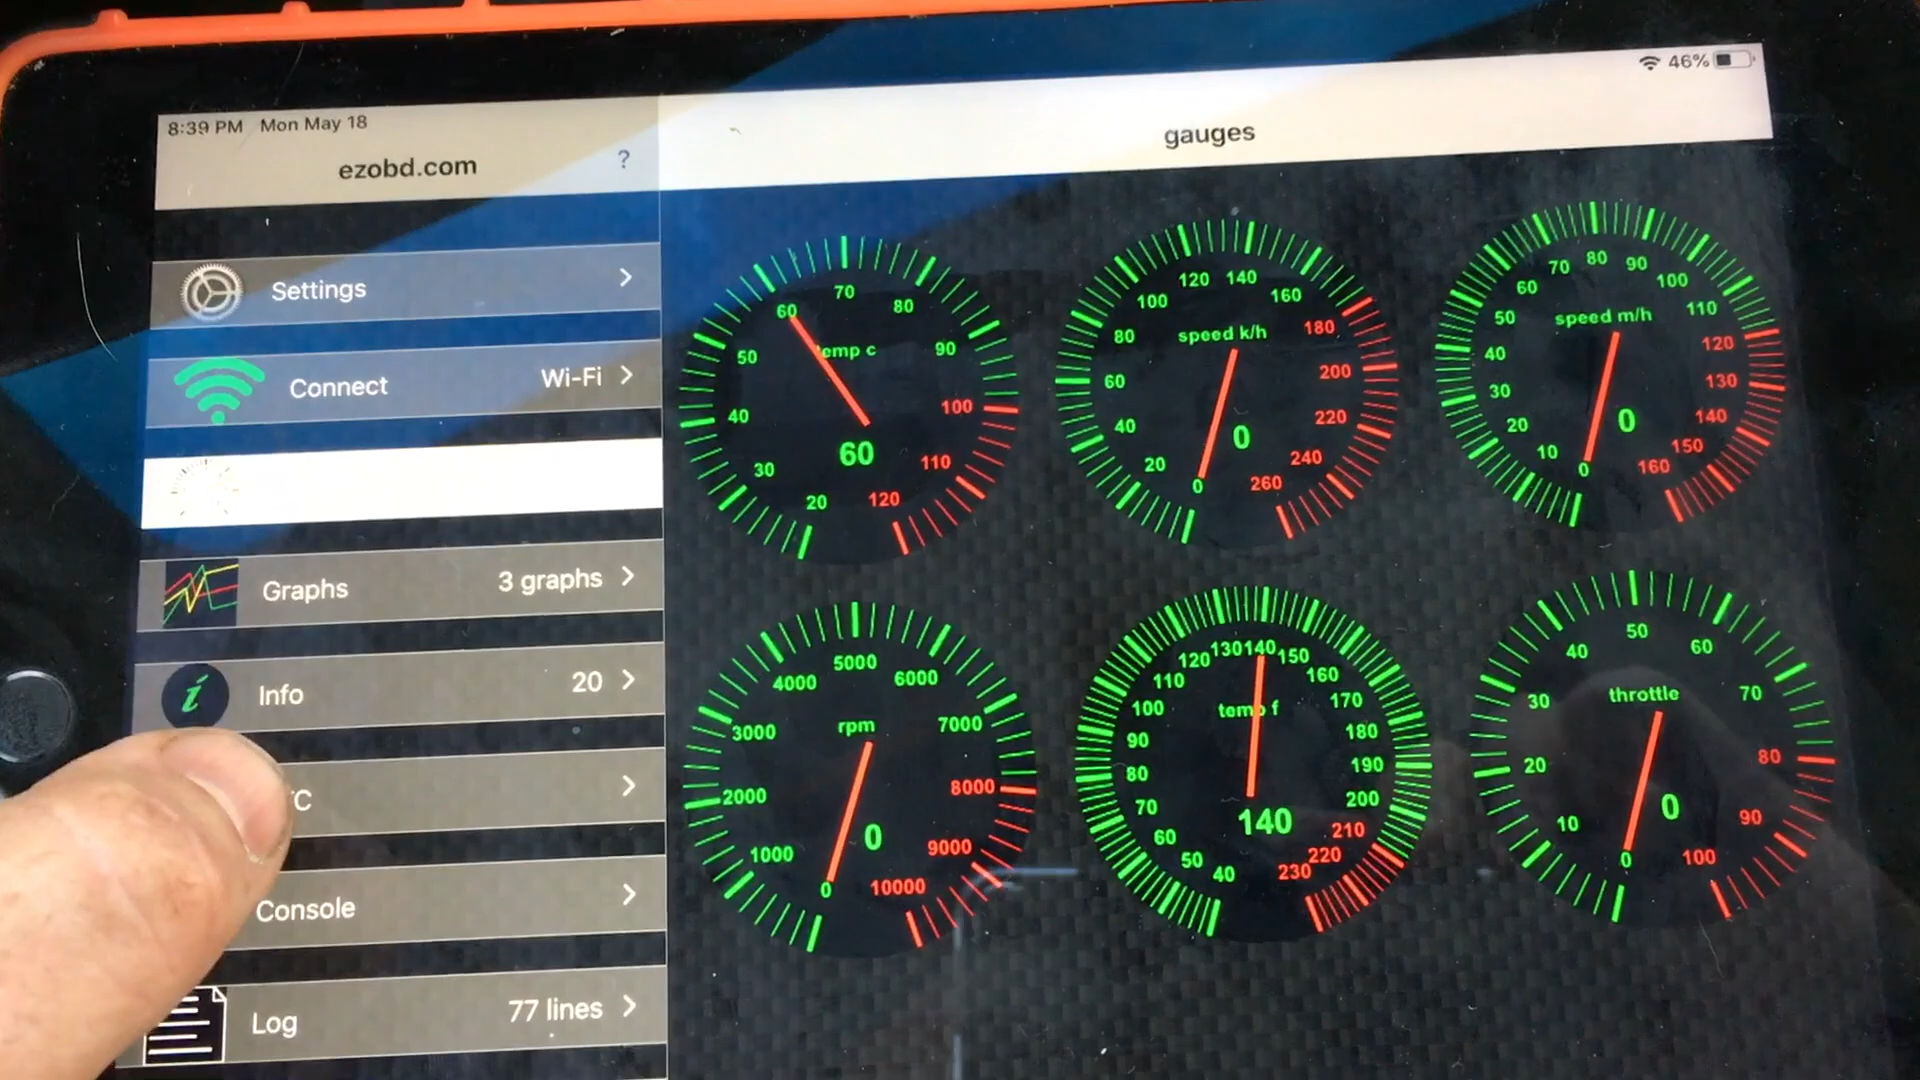 8:39 PM Mon May 18
46%
ezobd.com
?
gauges
Settings
Connect Wi-Fi
Graphs 3 graphs
i Info 20
C
Console
Log 77 lines
temp c
20 30 40 50 60 70 80 90 100 110 120
60
speed k/h
0 20 40 60 80 100 120 140 160 180 200 220 240 260
0
speed m/h
0 10 20 30 40 50 60 70 80 90 100 110 120 130 140 150 160
0
rpm
0 1000 2000 3000 4000 5000 6000 7000 8000 9000 10000
0
temp f
40 50 60 70 80 90 100 110 120 130 140 150 160 170 180 190 200 210 220 230
140
throttle
0 10 20 30 40 50 60 70 80 90 100
0